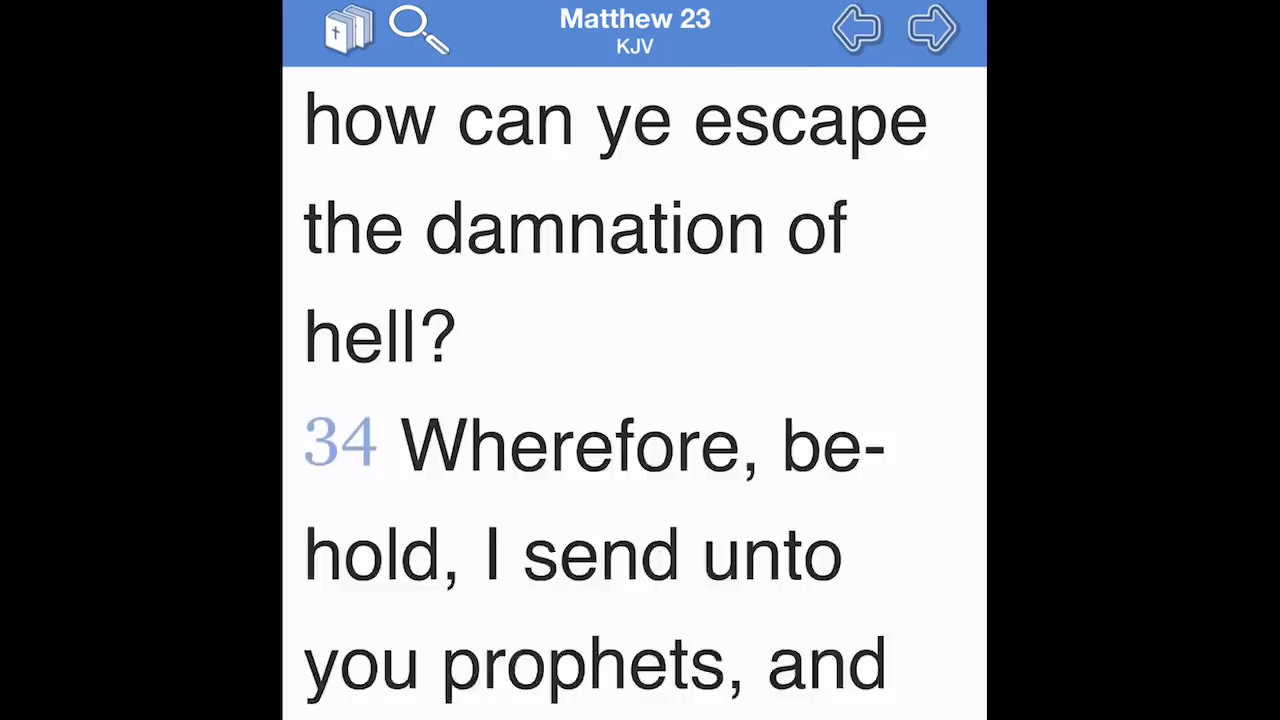 Matthew 23
KJV
how can ye escape
the damnation of
hell?
34 Wherefore, be-
hold, I send unto
you prophets, and